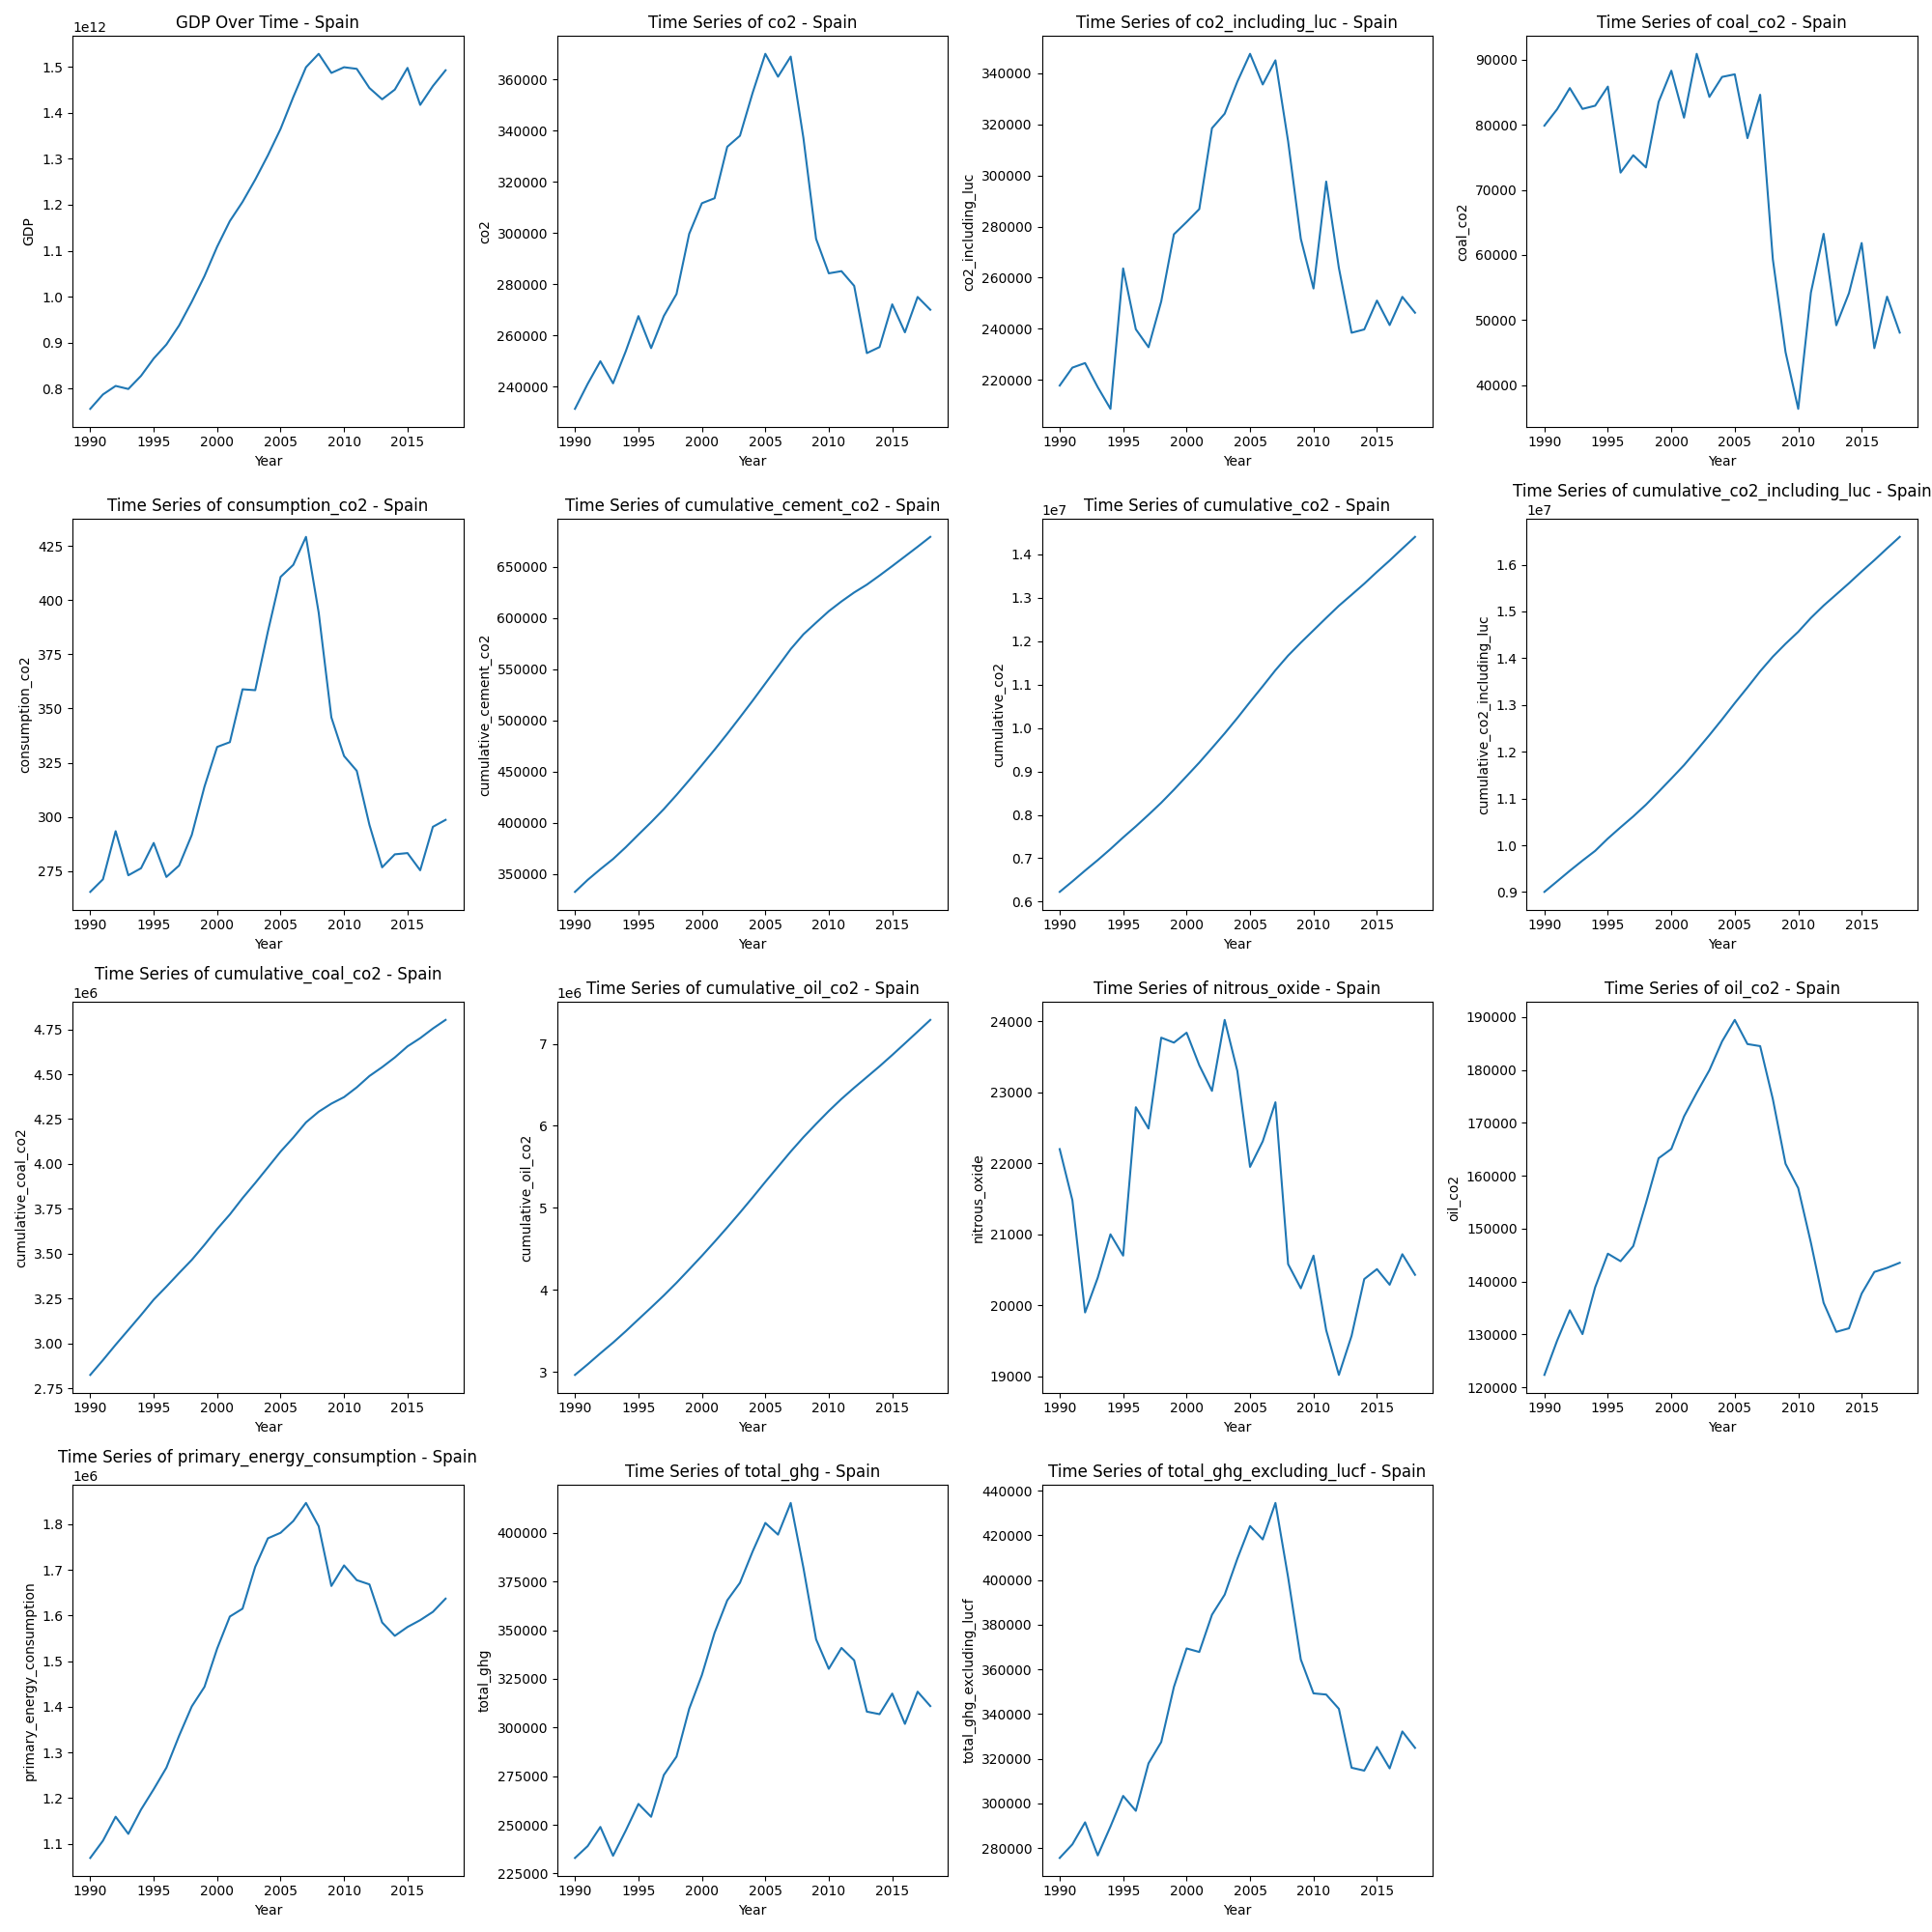 GDP Over Time - Spain
1e12
GDP
1.5
1.4
1.3
1.2
1.1
1.0
0.9
0.8
1990 1995 2000 2005 2010 2015
Year
Time Series of co2 - Spain
co2
360000
340000
320000
300000
280000
260000
240000
1990 1995 2000 2005 2010 2015
Year
Time Series of co2_including_luc - Spain
co2_including_luc
340000
320000
300000
280000
260000
240000
220000
1990 1995 2000 2005 2010 2015
Year
Time Series of coal_co2 - Spain
coal_co2
90000
80000
70000
60000
50000
40000
1990 1995 2000 2005 2010 2015
Year
Time Series of consumption_co2 - Spain
consumption_co2
425
400
375
350
325
300
275
1990 1995 2000 2005 2010 2015
Year
Time Series of cumulative_cement_co2 - Spain
cumulative_cement_co2
650000
600000
550000
500000
450000
400000
350000
1990 1995 2000 2005 2010 2015
Year
Time Series of cumulative_co2 - Spain
1e7
cumulative_co2
1.4
1.3
1.2
1.1
1.0
0.9
0.8
0.7
0.6
1990 1995 2000 2005 2010 2015
Year
Time Series of cumulative_co2_including_luc - Spain
1e7
cumulative_co2_including_luc
1.6
1.5
1.4
1.3
1.2
1.1
1.0
0.9
1990 1995 2000 2005 2010 2015
Year
Time Series of cumulative_coal_co2 - Spain
1e6
cumulative_coal_co2
4.75
4.50
4.25
4.00
3.75
3.50
3.25
3.00
2.75
1990 1995 2000 2005 2010 2015
Year
Time Series of cumulative_oil_co2 - Spain
1e6
cumulative_oil_co2
7
6
5
4
3
1990 1995 2000 2005 2010 2015
Year
Time Series of nitrous_oxide - Spain
nitrous_oxide
24000
23000
22000
21000
20000
19000
1990 1995 2000 2005 2010 2015
Year
Time Series of oil_co2 - Spain
oil_co2
190000
180000
170000
160000
150000
140000
130000
120000
1990 1995 2000 2005 2010 2015
Year
Time Series of primary_energy_consumption - Spain
1e6
primary_energy_consumption
1.8
1.7
1.6
1.5
1.4
1.3
1.2
1.1
1990 1995 2000 2005 2010 2015
Year
Time Series of total_ghg - Spain
total_ghg
400000
375000
350000
325000
300000
275000
250000
225000
1990 1995 2000 2005 2010 2015
Year
Time Series of total_ghg_excluding_lucf - Spain
total_ghg_excluding_lucf
440000
420000
400000
380000
360000
340000
320000
300000
280000
1990 1995 2000 2005 2010 2015
Year